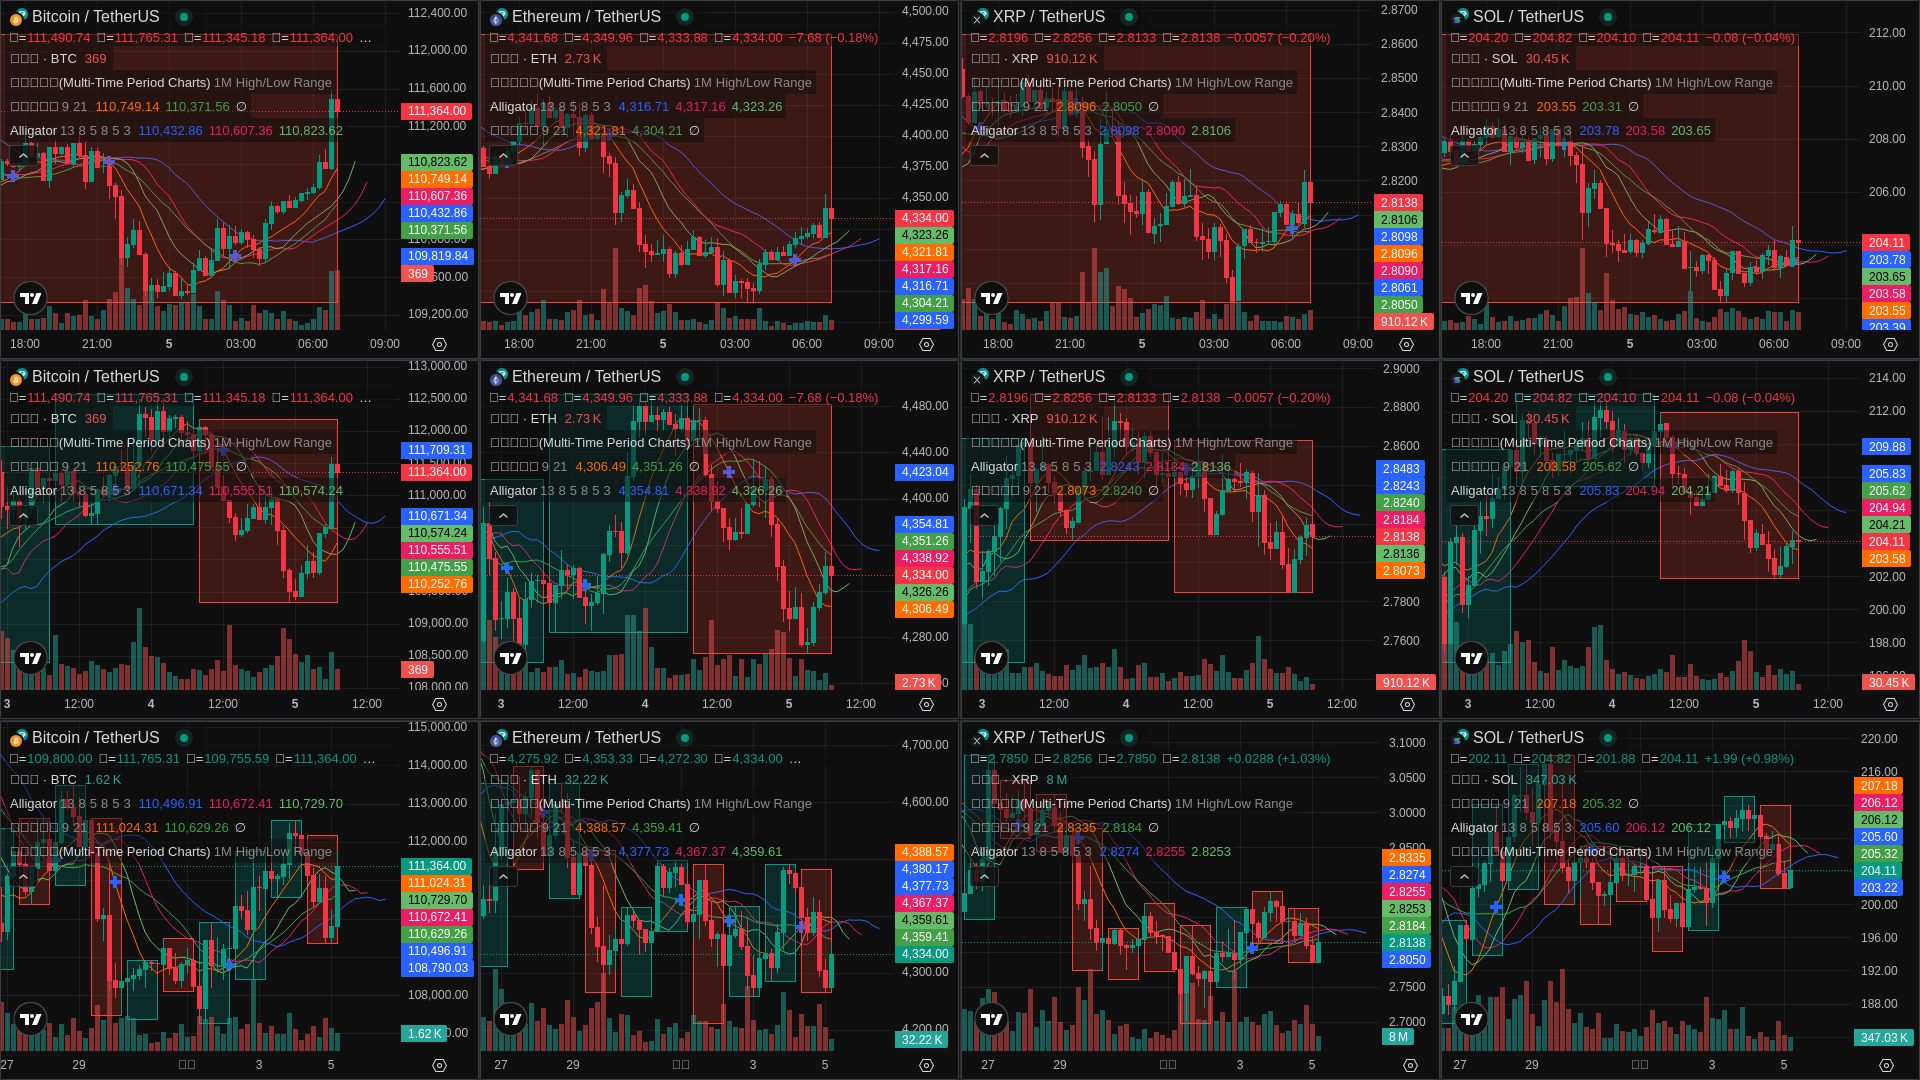 Bitcoin / TetherUS
=111,490.74 =111,765.31 =111,345.18 =111,364.00 ...
· BTC 369
(Multi-Time Period Charts) 1M High/Low Range
9 21 110,749.14 110,371.56 ∅
Alligator 13 8 5 8 5 3 110,432.86 110,607.36 110,823.62
112,400.00
112,000.00
111,600.00
111,364.00
111,200.00
110,823.62
110,749.14
110,607.36
110,432.86
110,371.56
109,819.84
369
109,200.00
18:00 21:00 5 03:00 06:00 09:00
Ethereum / TetherUS
=4,341.68 =4,349.96 =4,333.88 =4,334.00 −7.68 (−0.18%)
· ETH 2.73 K
(Multi-Time Period Charts) 1M High/Low Range
Alligator 13 8 5 8 5 3 4,316.71 4,317.16 4,323.26
9 21 4,321.81 4,304.21 ∅
4,500.00
4,475.00
4,450.00
4,425.00
4,400.00
4,375.00
4,350.00
4,334.00
4,323.26
4,321.81
4,317.16
4,316.71
4,304.21
4,299.59
18:00 21:00 5 03:00 06:00 09:00
XRP / TetherUS
=2.8196 =2.8256 =2.8133 =2.8138 −0.0057 (−0.20%)
· XRP 910.12 K
(Multi-Time Period Charts) 1M High/Low Range
9 21 2.8096 2.8050 ∅
Alligator 13 8 5 8 5 3 2.8098 2.8090 2.8106
2.8700
2.8600
2.8500
2.8400
2.8300
2.8200
2.8138
2.8106
2.8098
2.8096
2.8090
2.8061
2.8050
910.12 K
18:00 21:00 5 03:00 06:00 09:00
SOL / TetherUS
=204.20 =204.82 =204.10 =204.11 −0.08 (−0.04%)
· SOL 30.45 K
(Multi-Time Period Charts) 1M High/Low Range
9 21 203.55 203.31 ∅
Alligator 13 8 5 8 5 3 203.78 203.58 203.65
212.00
210.00
208.00
206.00
204.11
203.78
203.65
203.58
203.55
203.39
18:00 21:00 5 03:00 06:00 09:00
Bitcoin / TetherUS
=111,490.74 =111,765.31 =111,345.18 =111,364.00 ...
· BTC 369
(Multi-Time Period Charts) 1M High/Low Range
9 21 110,252.76 110,475.55 ∅
Alligator 13 8 5 8 5 3 110,671.34 110,555.51 110,574.24
113,000.00
112,500.00
112,000.00
111,709.31
111,364.00
111,000.00
110,671.34
110,574.24
110,555.51
110,475.55
110,252.76
109,000.00
108,500.00
369
108,000.00
3 12:00 4 12:00 5 12:00
Ethereum / TetherUS
=4,341.68 =4,349.96 =4,333.88 =4,334.00 −7.68 (−0.18%)
· ETH 2.73 K
(Multi-Time Period Charts) 1M High/Low Range
9 21 4,306.49 4,351.26 ∅
Alligator 13 8 5 8 5 3 4,354.81 4,338.92 4,326.26
4,480.00
4,440.00
4,423.04
4,400.00
4,354.81
4,351.26
4,338.92
4,334.00
4,326.26
4,306.49
4,280.00
2.73 K
3 12:00 4 12:00 5 12:00
XRP / TetherUS
=2.8196 =2.8256 =2.8133 =2.8138 −0.0057 (−0.20%)
· XRP 910.12 K
(Multi-Time Period Charts) 1M High/Low Range
Alligator 13 8 5 8 5 3 2.8243 2.8184 2.8136
9 21 2.8073 2.8240 ∅
2.9000
2.8800
2.8600
2.8483
2.8243
2.8240
2.8184
2.8138
2.8136
2.8073
2.7800
2.7600
910.12 K
3 12:00 4 12:00 5 12:00
SOL / TetherUS
=204.20 =204.82 =204.10 =204.11 −0.08 (−0.04%)
· SOL 30.45 K
(Multi-Time Period Charts) 1M High/Low Range
9 21 203.58 205.62 ∅
Alligator 13 8 5 8 5 3 205.83 204.94 204.21
214.00
212.00
209.88
205.83
205.62
204.94
204.21
204.11
203.58
202.00
200.00
198.00
30.45 K
3 12:00 4 12:00 5 12:00
Bitcoin / TetherUS
=109,800.00 =111,765.31 =109,755.59 =111,364.00 ...
· BTC 1.62 K
Alligator 13 8 5 8 5 3 110,496.91 110,672.41 110,729.70
9 21 111,024.31 110,629.26 ∅
(Multi-Time Period Charts) 1M High/Low Range
115,000.00
114,000.00
113,000.00
112,000.00
111,364.00
111,024.31
110,729.70
110,672.41
110,629.26
110,496.91
108,790.03
108,000.00
1.62 K
27 29 3 5
Ethereum / TetherUS
=4,275.92 =4,353.33 =4,272.30 =4,334.00 ...
· ETH 32.22 K
(Multi-Time Period Charts) 1M High/Low Range
9 21 4,388.57 4,359.41 ∅
Alligator 13 8 5 8 5 3 4,377.73 4,367.37 4,359.61
4,700.00
4,600.00
4,388.57
4,380.17
4,377.73
4,367.37
4,359.61
4,359.41
4,334.00
4,300.00
4,200.00
32.22 K
27 29 3 5
XRP / TetherUS
=2.7850 =2.8256 =2.7850 =2.8138 +0.0288 (+1.03%)
· XRP 8 M
(Multi-Time Period Charts) 1M High/Low Range
9 21 2.8335 2.8184 ∅
Alligator 13 8 5 8 5 3 2.8274 2.8255 2.8253
3.1000
3.0500
3.0000
2.9500
2.8335
2.8274
2.8255
2.8253
2.8184
2.8138
2.8050
2.7500
2.7000
8 M
27 29 3 5
SOL / TetherUS
=202.11 =204.82 =201.88 =204.11 +1.99 (+0.98%)
· SOL 347.03 K
9 21 207.18 205.32 ∅
Alligator 13 8 5 8 5 3 205.60 206.12 206.12
(Multi-Time Period Charts) 1M High/Low Range
220.00
216.00
207.18
206.12
206.12
205.60
205.32
204.11
203.22
200.00
196.00
192.00
188.00
347.03 K
27 29 3 5